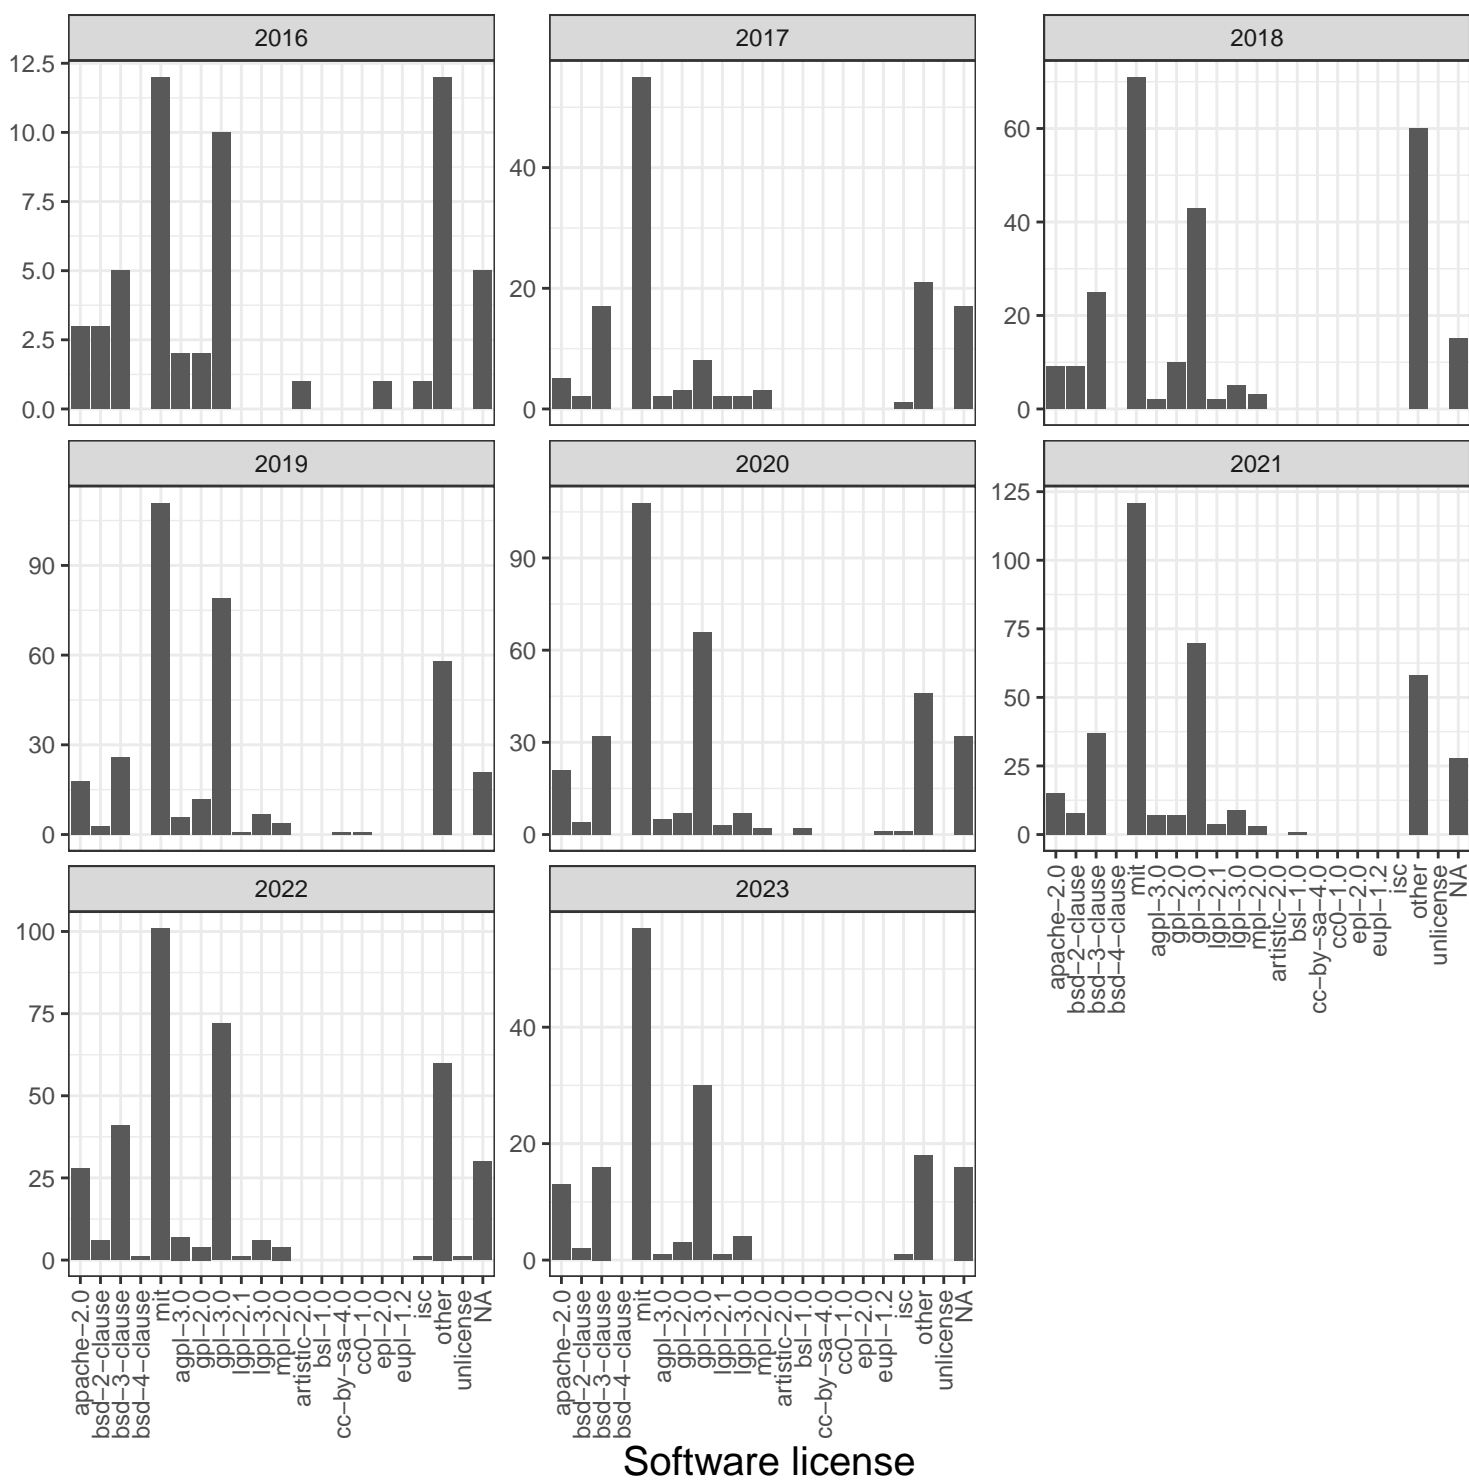 2016
2017
2018
12.5
10.0
7.5
5.0
2.5
0.0
40
20
0
60
40
20
0
2019
2020
2021
90
60
30
0
90
60
30
0
125
100
75
50
25
0
apache−2.0
bsd−2−clause
bsd−3−clause
bsd−4−clause
mit
agpl−3.0
gpl−2.0
gpl−3.0
lgpl−2.1
lgpl−3.0
mpl−2.0
artistic−2.0
bsl−1.0
cc−by−sa−4.0
cc0−1.0
epl−2.0
eupl−1.2
isc
other
unlicense
NA
2022
2023
100
75
50
25
0
40
20
0
apache−2.0
bsd−2−clause
bsd−3−clause
bsd−4−clause
mit
agpl−3.0
gpl−2.0
gpl−3.0
lgpl−2.1
lgpl−3.0
mpl−2.0
artistic−2.0
bsl−1.0
cc−by−sa−4.0
cc0−1.0
epl−2.0
eupl−1.2
isc
other
unlicense
NA
apache−2.0
bsd−2−clause
bsd−3−clause
bsd−4−clause
mit
agpl−3.0
gpl−2.0
gpl−3.0
lgpl−2.1
lgpl−3.0
mpl−2.0
artistic−2.0
bsl−1.0
cc−by−sa−4.0
cc0−1.0
epl−2.0
eupl−1.2
isc
other
unlicense
NA
Software license